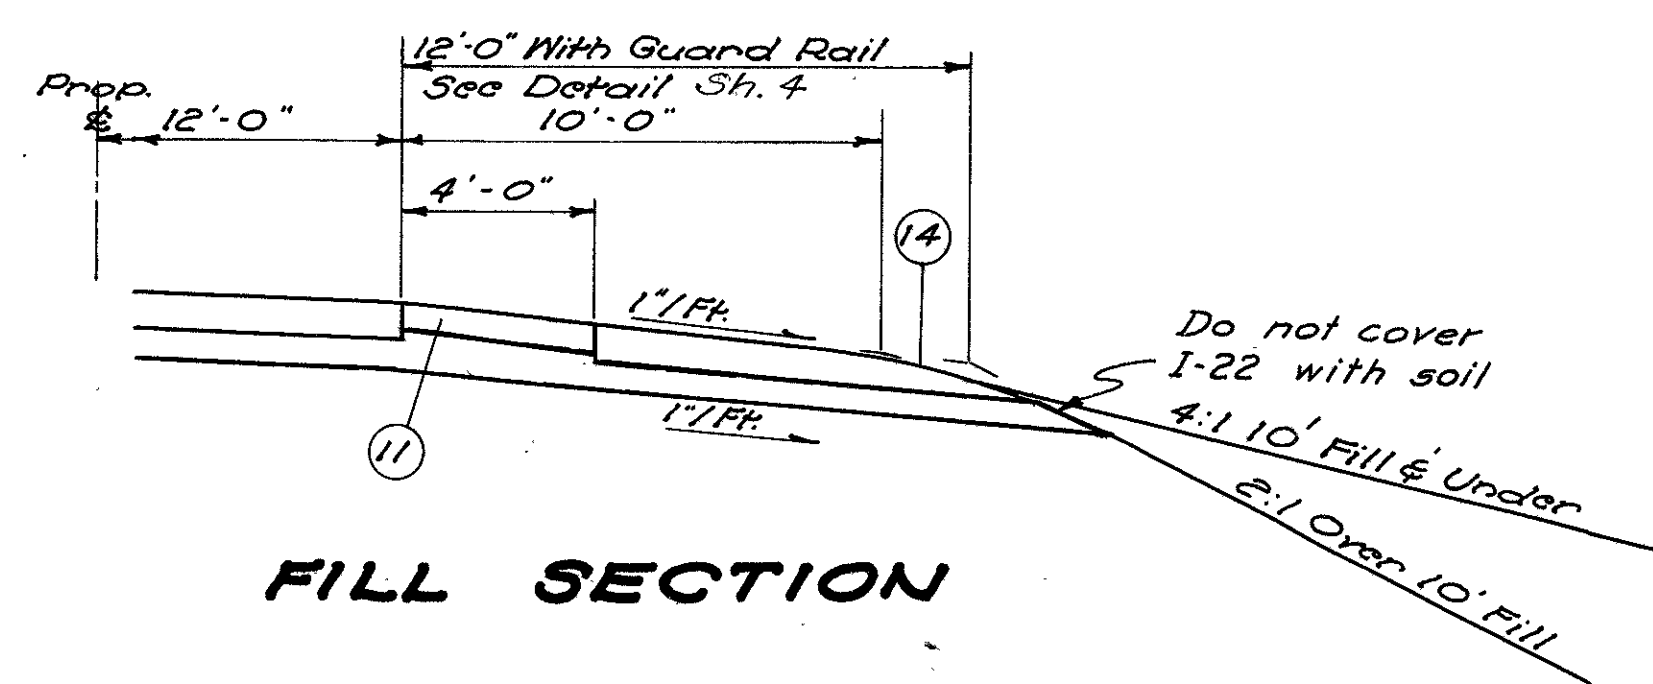 12'-0" With Guard Rail
See Detail Sh. 4
Prop.
℄ 12'-0"
10'-0"
4'-0"
14
1"/Ft.
Do not cover
I-22 with soil
1"/Ft.
11
4:1 10' Fill & Under
2:1 Over 10' Fill
FILL SECTION